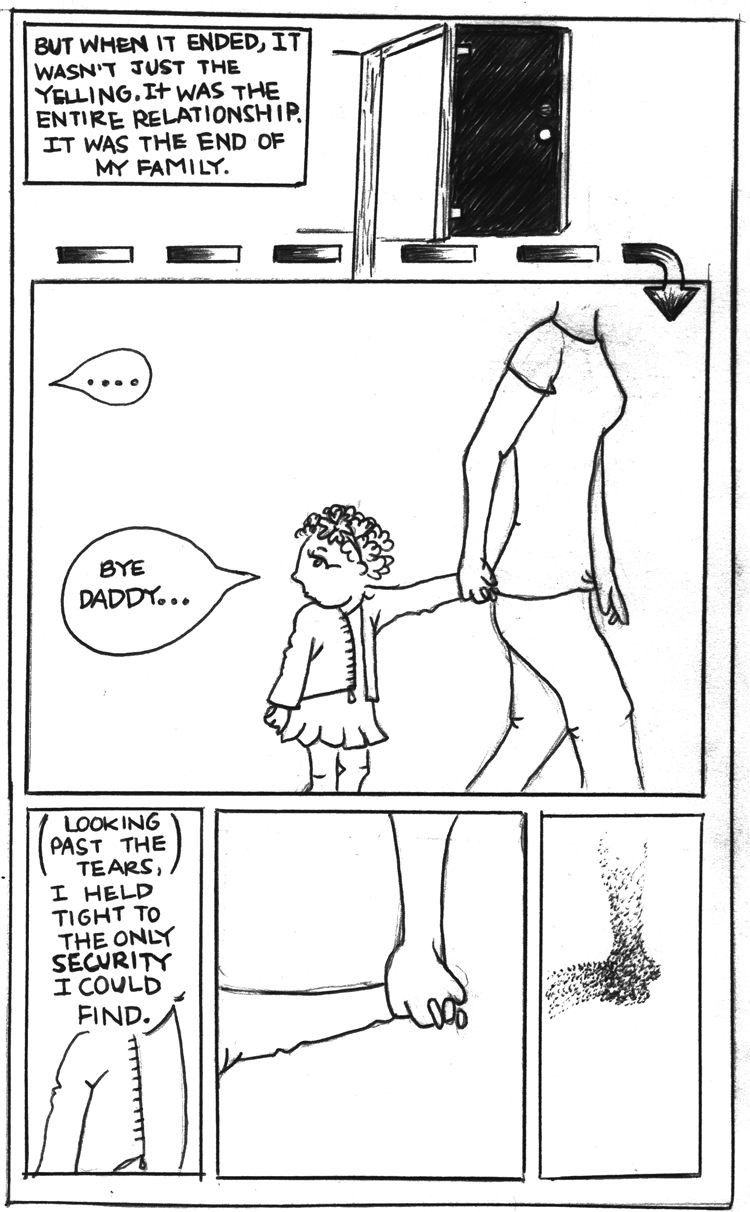 BUT WHEN IT ENDED, IT
WASN'T JUST THE
YELLING. It WAS THE
ENTIRE RELATIONSHIP.
IT WAS THE END OF
MY FAMILY.
....
BYE
DADDY...
(LOOKING
PAST THE
TEARS,)
I HELD
TIGHT TO
THE ONLY
SECURITY
I COULD
FIND.